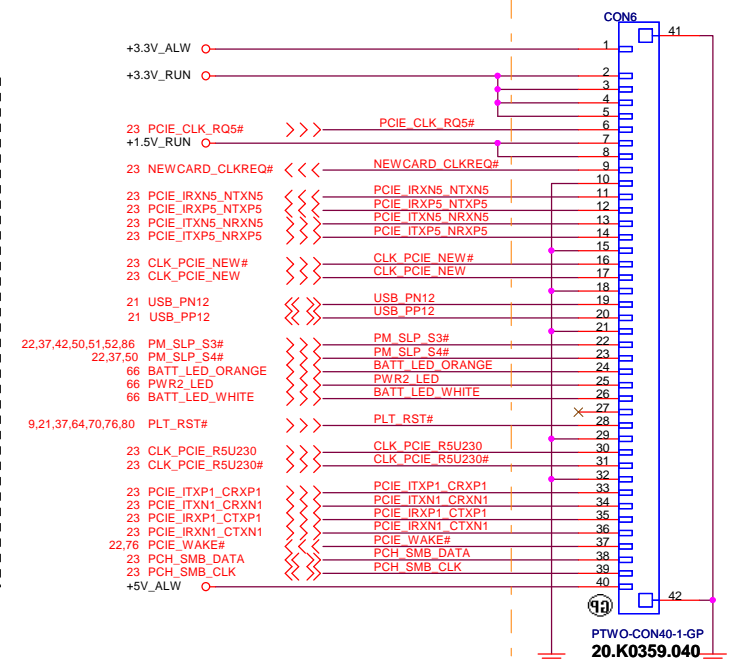 CON6
41
+3.3V_ALW 1
+3.3V_RUN 2
3
4
5
23 PCIE_CLK_RQ5# PCIE_CLK_RQ5# 6
+1.5V_RUN 7
8
23 NEWCARD_CLKREQ# NEWCARD_CLKREQ# 9
10
23 PCIE_IRXN5_NTXN5 PCIE_IRXN5_NTXN5 11
23 PCIE_IRXP5_NTXP5 PCIE_IRXP5_NTXP5 12
23 PCIE_ITXN5_NRXN5 PCIE_ITXN5_NRXN5 13
23 PCIE_ITXP5_NRXP5 PCIE_ITXP5_NRXP5 14
15
23 CLK_PCIE_NEW# CLK_PCIE_NEW# 16
23 CLK_PCIE_NEW CLK_PCIE_NEW 17
18
21 USB_PN12 USB_PN12 19
21 USB_PP12 USB_PP12 20
21
22,37,42,50,51,52,86 PM_SLP_S3# PM_SLP_S3# 22
22,37,50 PM_SLP_S4# PM_SLP_S4# 23
66 BATT_LED_ORANGE BATT_LED_ORANGE 24
66 PWR2_LED PWR2_LED 25
66 BATT_LED_WHITE BATT_LED_WHITE 26
27
9,21,37,64,70,76,80 PLT_RST# PLT_RST# 28
29
23 CLK_PCIE_R5U230 CLK_PCIE_R5U230 30
23 CLK_PCIE_R5U230# CLK_PCIE_R5U230# 31
32
23 PCIE_ITXP1_CRXP1 PCIE_ITXP1_CRXP1 33
23 PCIE_ITXN1_CRXN1 PCIE_ITXN1_CRXN1 34
23 PCIE_IRXP1_CTXP1 PCIE_IRXP1_CTXP1 35
23 PCIE_IRXN1_CTXN1 PCIE_IRXN1_CTXN1 36
22,76 PCIE_WAKE# PCIE_WAKE# 37
23 PCH_SMB_DATA PCH_SMB_DATA 38
23 PCH_SMB_CLK PCH_SMB_CLK 39
+5V_ALW 40
42
GP
PTWO-CON40-1-GP
20.K0359.040